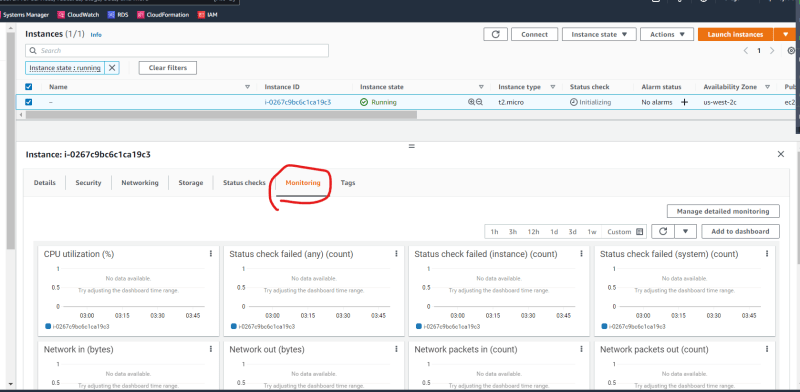 Systems Manager CloudWatch RDS CloudFormation IAM
Instances (1/1) Info
Connect Instance state Actions Launch Instances
Search
1
Instance state : running Clear filters
Name Instance ID Instance state Instance type Status check Alarm status Availability Zone Pub
– i-0267c9bc6c1ca19c3 Running t2.micro Initializing No alarms + us-west-2c ec2
Instance: i-0267c9bc6c1ca19c3
Details Security Networking Storage Status checks Monitoring Tags
Manage detailed monitoring
1h 3h 12h 1d 3d 1w Custom Add to dashboard
CPU utilization (%) Status check failed (any) (count) Status check failed (instance) (count) Status check failed (system) (count)
1 1 1 1
No data available. No data available. No data available. No data available.
0.5 0.5 0.5 0.5
Try adjusting the dashboard time range. Try adjusting the dashboard time range. Try adjusting the dashboard time range. Try adjusting the dashboard time range.
0 0 0 0
03:00 03:15 03:30 03:45 03:00 03:15 03:30 03:45 03:00 03:15 03:30 03:45 03:00 03:15 03:30 03:45
i-0267c9bc6c1ca19c3 i-0267c9bc6c1ca19c3 i-0267c9bc6c1ca19c3 i-0267c9bc6c1ca19c3
Network in (bytes) Network out (bytes) Network packets in (count) Network packets out (count)
1 1 1 1
No data available. No data available. No data available. No data available.
0.5 0.5 0.5 0.5
Try adjusting the dashboard time range. Try adjusting the dashboard time range. Try adjusting the dashboard time range. Try adjusting the dashboard time range.